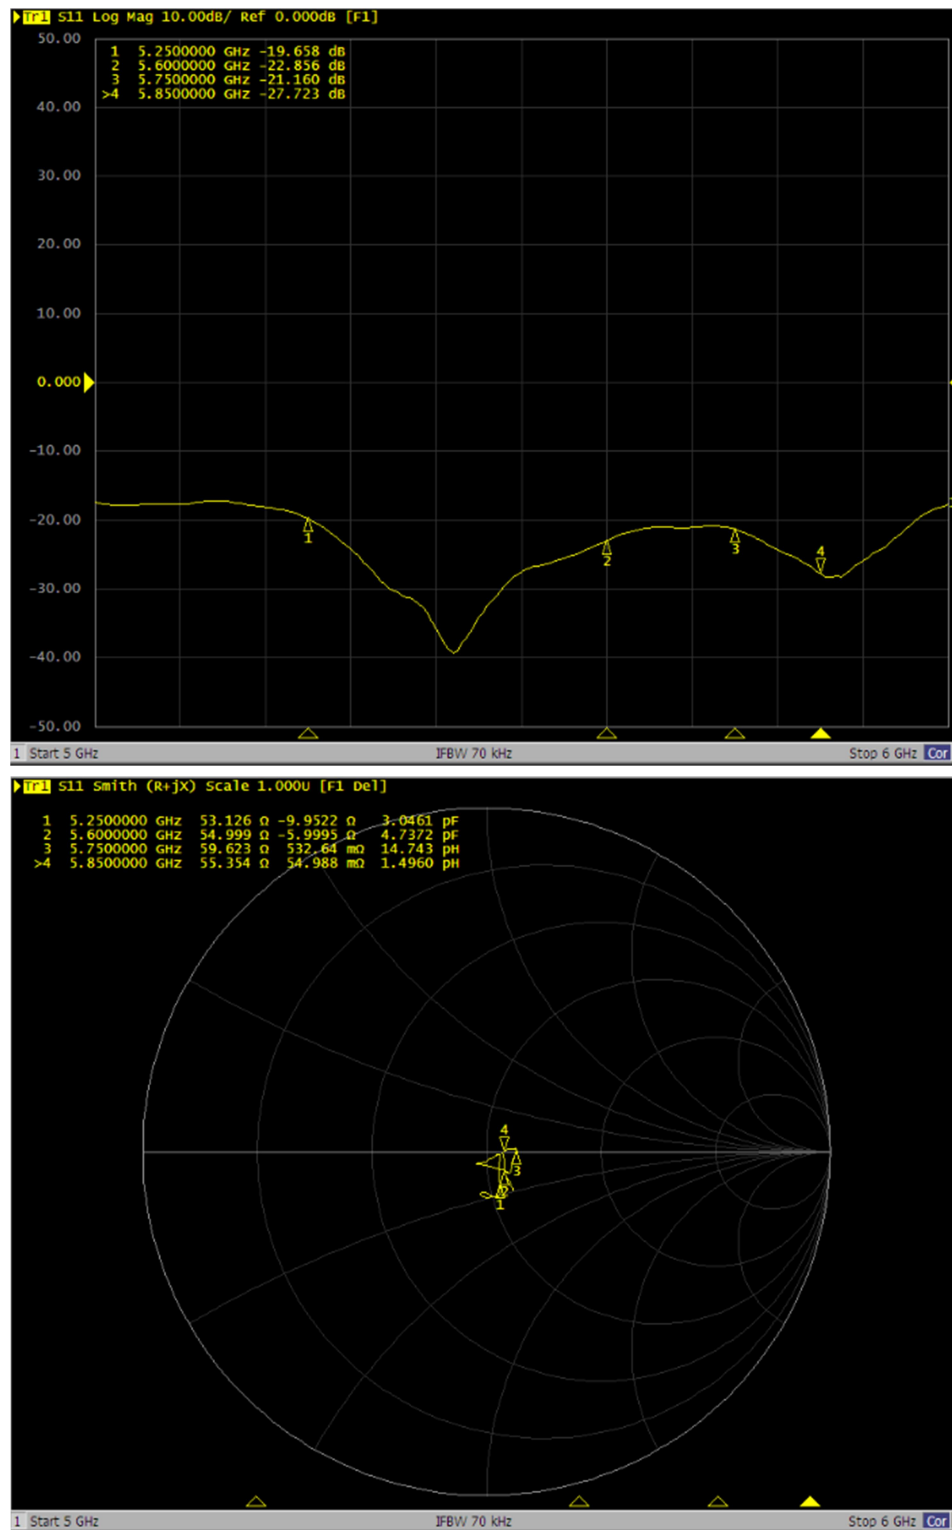 Tr1 S11 Log Mag 10.00dB/ Ref 0.000dB [F1]
50.00
1 5.2500000 GHz -19.658 dB
2 5.6000000 GHz -22.856 dB
3 5.7500000 GHz -21.160 dB
>4 5.8500000 GHz -27.723 dB
40.00
30.00
20.00
10.00
0.000
-10.00
-20.00
1
2
3
4
-30.00
-40.00
-50.00
1 Start 5 GHz IFBW 70 kHz Stop 6 GHz Cor
Tr1 S11 Smith (R+jX) Scale 1.000U [F1 Del]
1 5.2500000 GHz 53.126 Ω -9.9522 Ω 3.0461 pF
2 5.6000000 GHz 54.999 Ω -5.9995 Ω 4.7372 pF
3 5.7500000 GHz 59.623 Ω 532.64 mΩ 14.743 pH
>4 5.8500000 GHz 55.354 Ω 54.988 mΩ 1.4960 pH
4
3
2
1
1 Start 5 GHz IFBW 70 kHz Stop 6 GHz Cor